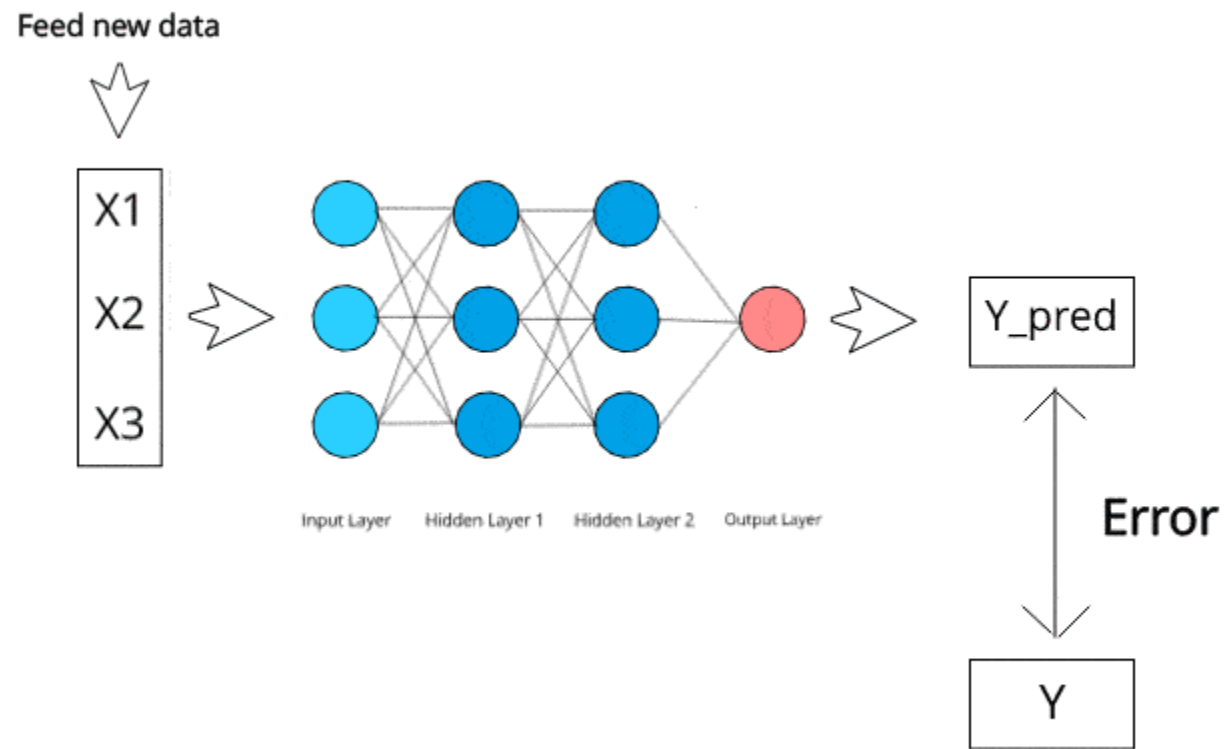 Feed new data
X1
X2
X3
Input Layer
Hidden Layer 1
Hidden Layer 2
Output Layer
Y_pred
Error
Y